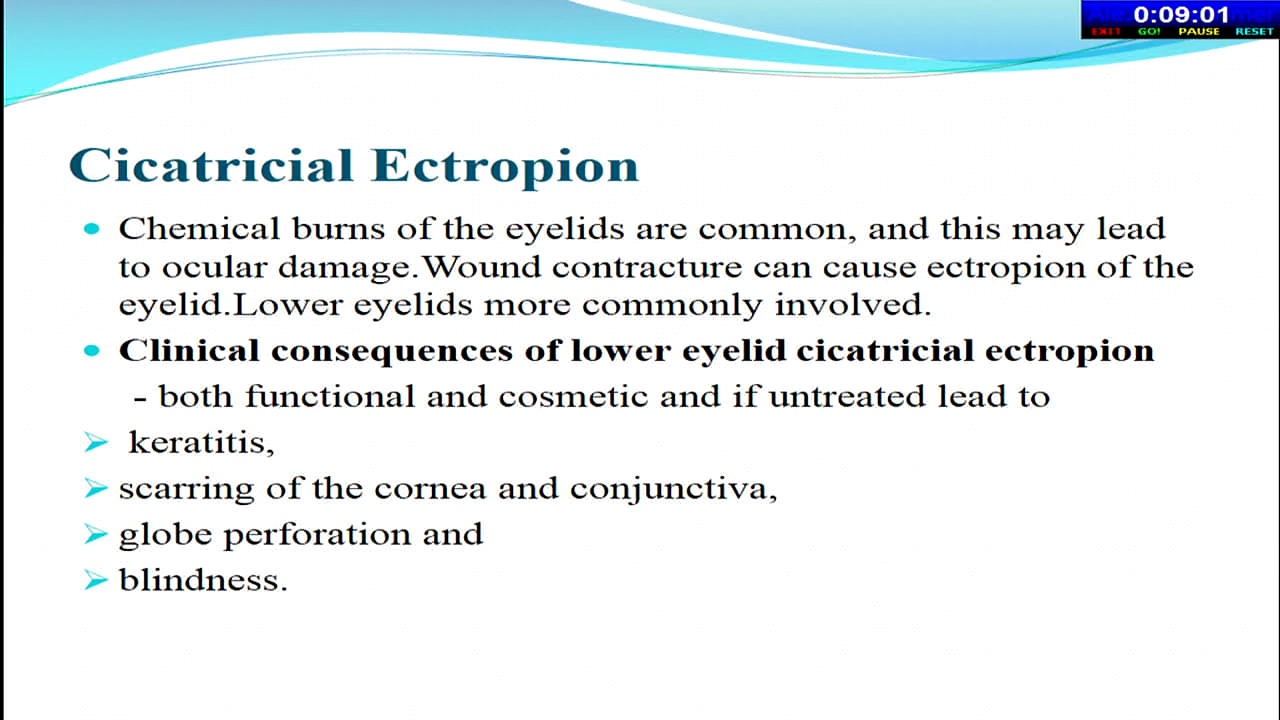 0:09:01
EXIT GO! PAUSE RESET
Cicatricial Ectropion
• Chemical burns of the eyelids are common, and this may lead
to ocular damage.Wound contracture can cause ectropion of the
eyelid.Lower eyelids more commonly involved.
• Clinical consequences of lower eyelid cicatricial ectropion
- both functional and cosmetic and if untreated lead to
➢ keratitis,
➢ scarring of the cornea and conjunctiva,
➢ globe perforation and
➢ blindness.